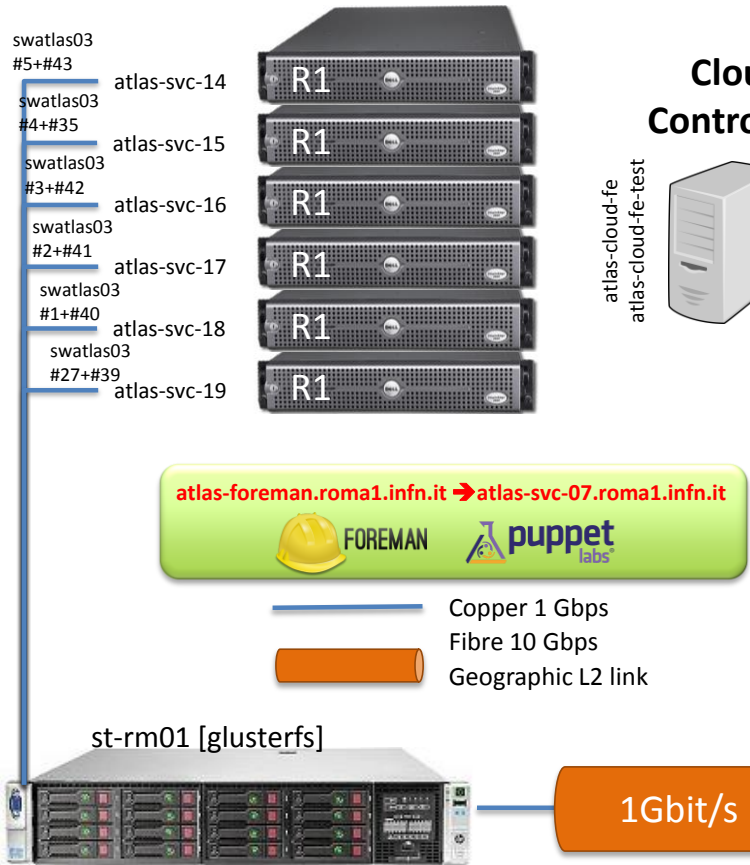 swatlas03
#5+#43
atlas-svc-14
R1
swatlas03
#4+#35
atlas-svc-15
R1
swatlas03
#3+#42
atlas-svc-16
R1
swatlas03
#2+#41
atlas-svc-17
R1
swatlas03
#1+#40
atlas-svc-18
R1
swatlas03
#27+#39
atlas-svc-19
R1
Clou
Contro
atlas-cloud-fe
atlas-cloud-fe-test
atlas-foreman.roma1.infn.it ➔atlas-svc-07.roma1.infn.it
FOREMAN
puppet
labs®
Copper 1 Gbps
Fibre 10 Gbps
Geographic L2 link
st-rm01 [glusterfs]
1Gbit/s